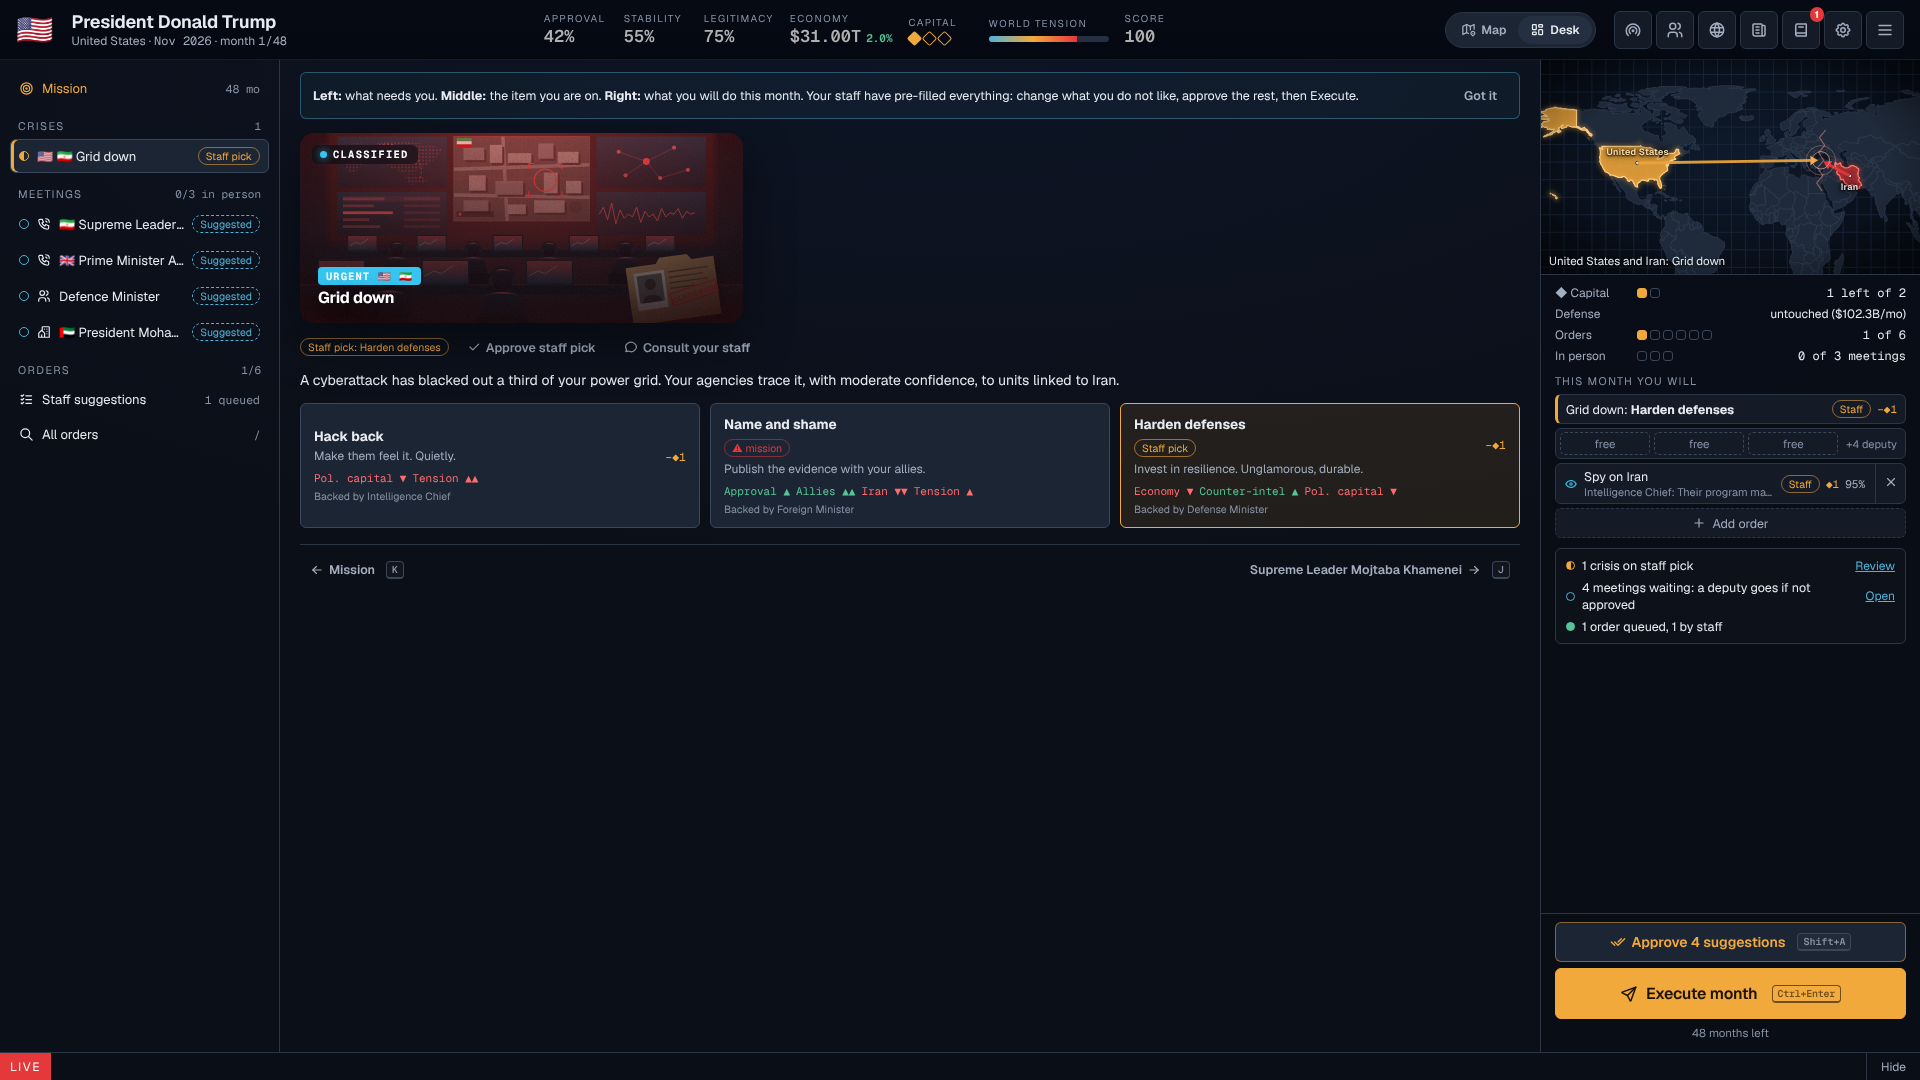 President Donald Trump
United States · Nov 2026 · month 1/48
APPROVAL
42%
STABILITY
55%
LEGITIMACY
75%
ECONOMY
$31.00T 2.0%
CAPITAL
WORLD TENSION
SCORE
100
Map
Desk
1
Mission
48 mo
CRISES
1
Grid down
Staff pick
MEETINGS
0/3 in person
Supreme Leader...
Suggested
Prime Minister A...
Suggested
Defence Minister
Suggested
President Moha...
Suggested
ORDERS
1/6
Staff suggestions
1 queued
All orders
/
Left: what needs you. Middle: the item you are on. Right: what you will do this month. Your staff have pre-filled everything: change what you do not like, approve the rest, then Execute.
Got it
CLASSIFIED
URGENT
Grid down
Staff pick: Harden defenses
Approve staff pick
Consult your staff
A cyberattack has blacked out a third of your power grid. Your agencies trace it, with moderate confidence, to units linked to Iran.
Hack back
Make them feel it. Quietly.
Pol. capital ▼ Tension ▲▲
Backed by Intelligence Chief
−◆1
Name and shame
mission
Publish the evidence with your allies.
Approval ▲ Allies ▲▲ Iran ▼▼ Tension ▲
Backed by Foreign Minister
Harden defenses
Staff pick
Invest in resilience. Unglamorous, durable.
Economy ▼ Counter-intel ▲ Pol. capital ▼
Backed by Defense Minister
−◆1
← Mission K
Supreme Leader Mojtaba Khamenei → J
United States
Iran
United States and Iran: Grid down
Capital
1 left of 2
Defense
untouched ($102.3B/mo)
Orders
1 of 6
In person
0 of 3 meetings
THIS MONTH YOU WILL
Grid down: Harden defenses
Staff
−◆1
free
free
free
+4 deputy
Spy on Iran
Intelligence Chief: Their program ma...
Staff
◆1
95%
+ Add order
1 crisis on staff pick
Review
4 meetings waiting: a deputy goes if not
approved
Open
1 order queued, 1 by staff
Approve 4 suggestions
Shift+A
Execute month
Ctrl+Enter
48 months left
LIVE
Hide